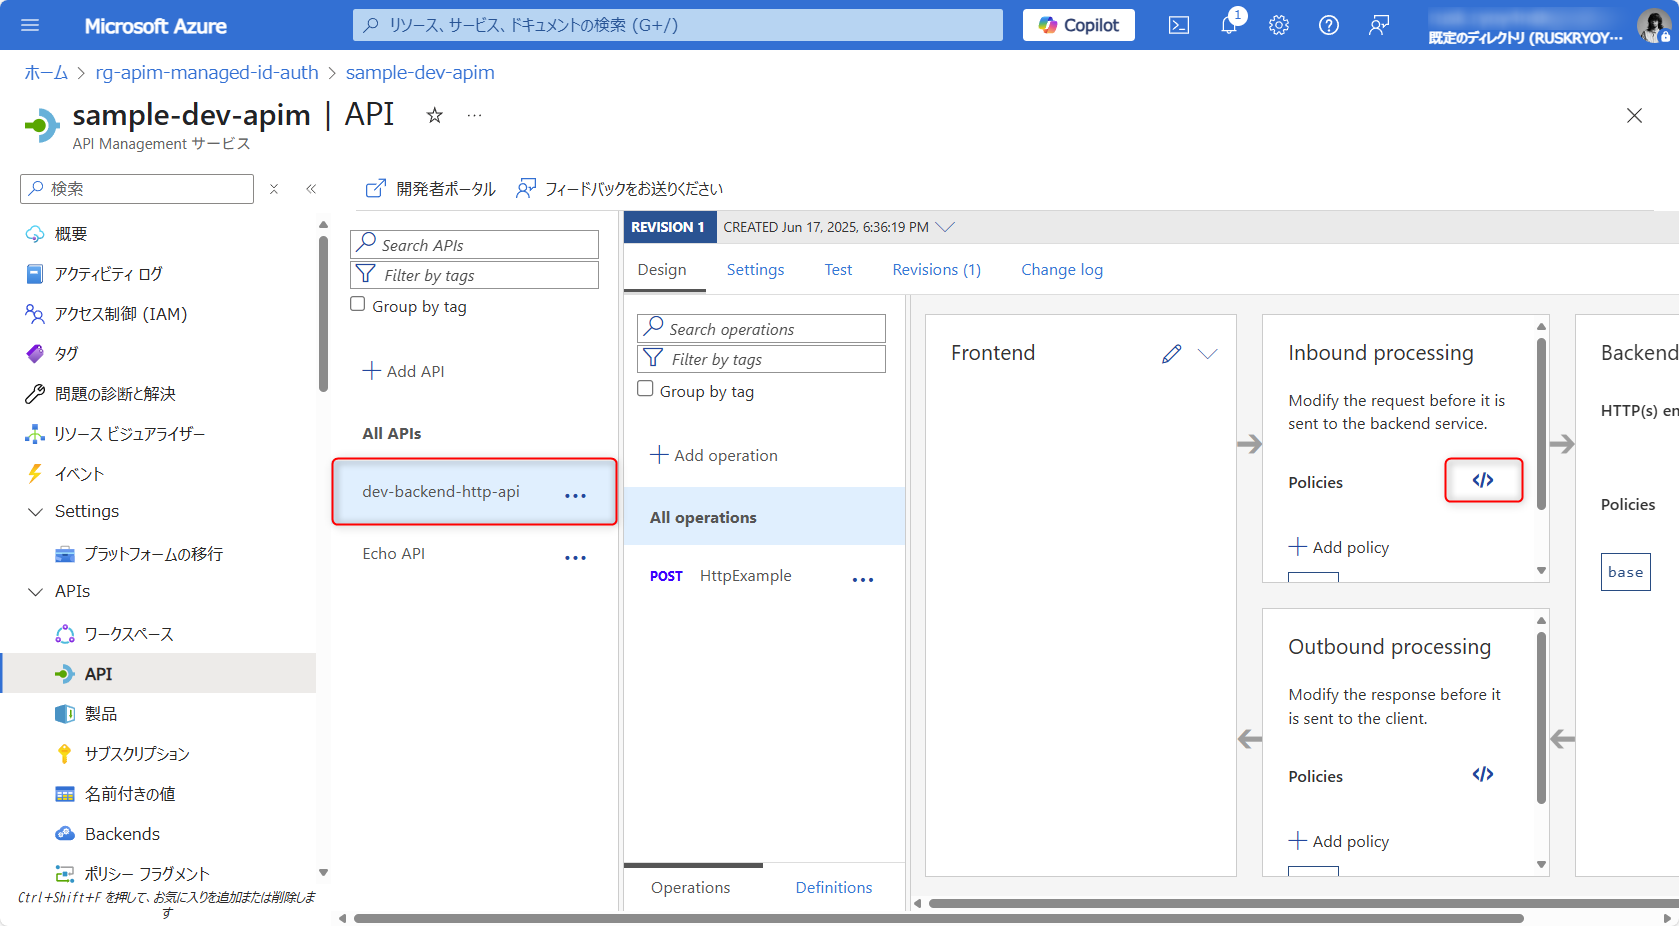 Microsoft Azure
リソース、サービス、ドキュメントの検索 (G+/)
Copilot
1
既定のディレクトリ (RUSKRYOY…
ホーム > rg-apim-managed-id-auth > sample-dev-apim
sample-dev-apim | API
API Management サービス
検索
開発者ポータル
フィードバックをお送りください
概要
アクティビティ ログ
アクセス制御 (IAM)
タグ
問題の診断と解決
リソース ビジュアライザー
イベント
Settings
プラットフォームの移行
APIs
ワークスペース
API
製品
サブスクリプション
名前付きの値
Backends
ポリシー フラグメント
Ctrl+Shift+F を押して、お気に入りを追加または削除しま
す
Search APIs
Filter by tags
Group by tag
Add API
All APIs
dev-backend-http-api
Echo API
REVISION 1
CREATED Jun 17, 2025, 6:36:19 PM
Design
Settings
Test
Revisions (1)
Change log
Search operations
Filter by tags
Group by tag
Add operation
All operations
POST HttpExample
Operations
Definitions
Frontend
Inbound processing
Modify the request before it is
sent to the backend service.
Policies
</>
Add policy
Outbound processing
Modify the response before it
is sent to the client.
Policies
</>
Add policy
Backend
HTTP(s) en
Policies
base